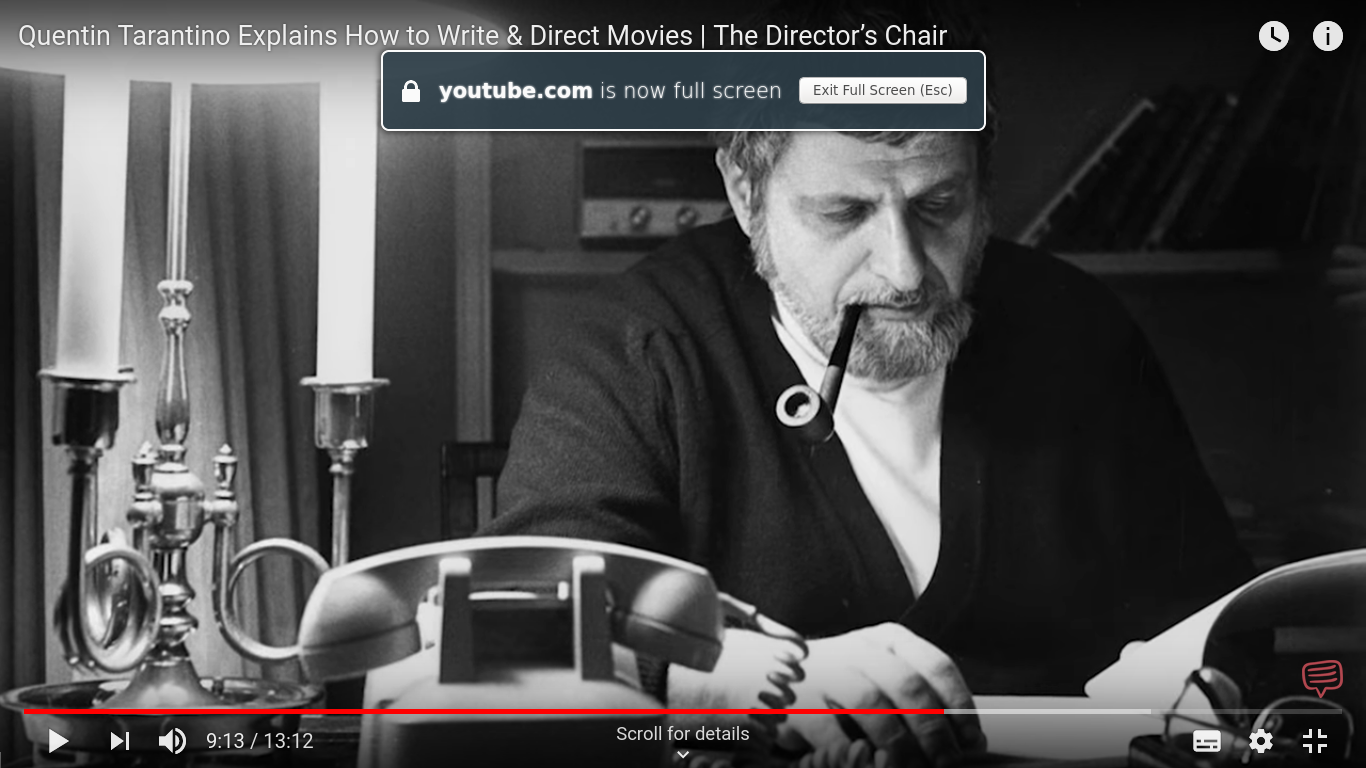 Quentin Tarantino Explains How to Write & Direct Movies | The Director’s Chair
youtube.com is now full screen
Exit Full Screen (Esc)
9:13 / 13:12
Scroll for details